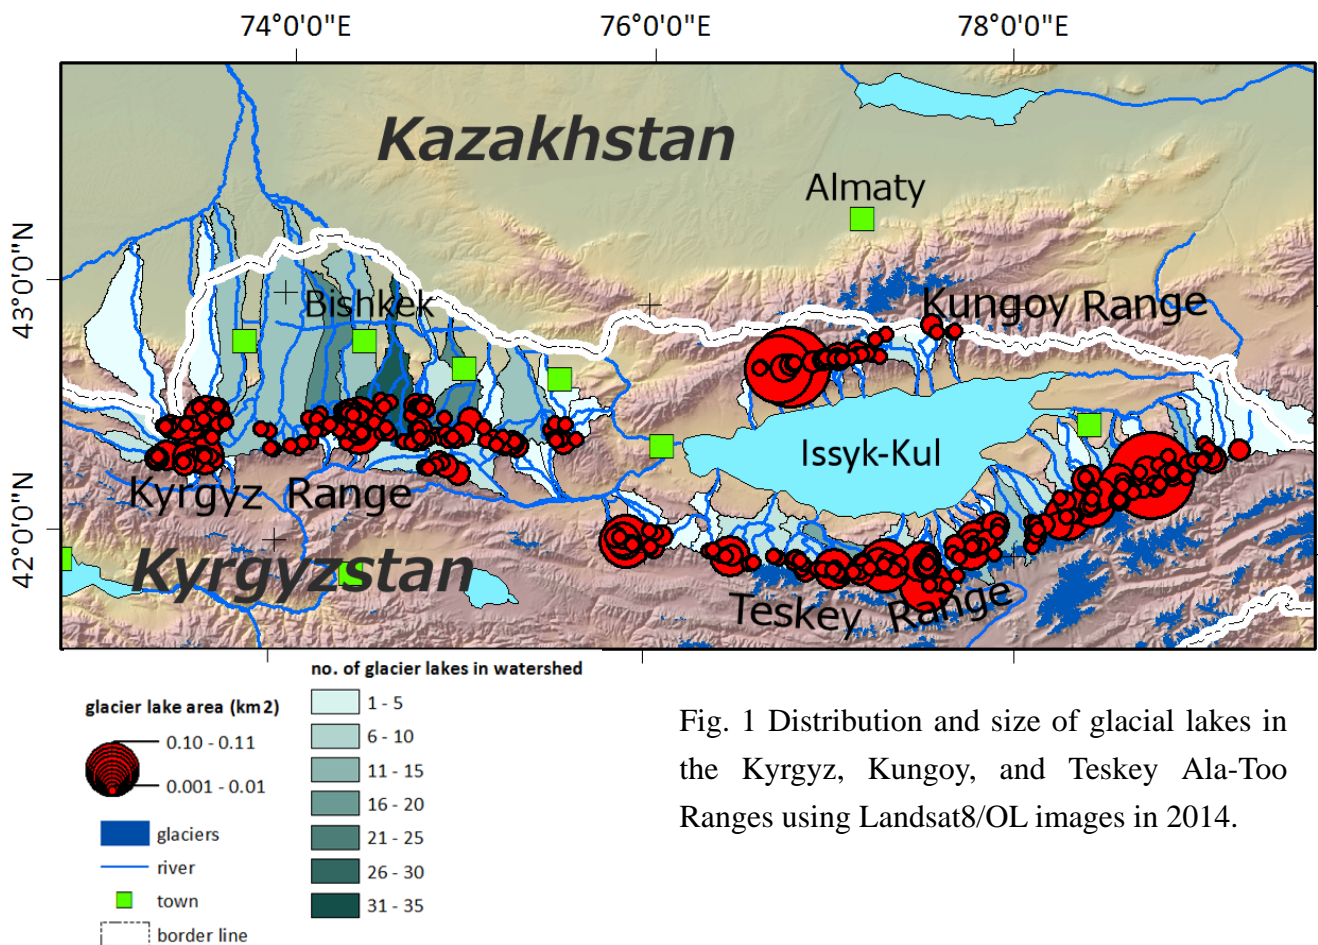 74°0'0"E
76°0'0"E
78°0'0"E
Kazakhstan
Almaty
43°0'0"N
Bishkek
Kungoy Range
Issyk-Kul
Kyrgyz Range
42°0'0"N
Kyrgyzstan
Teskey Range
no. of glacier lakes in watershed
glacier lake area (km2)
0.10 - 0.11
0.001 - 0.01
glaciers
river
town
border line
1 - 5
6 - 10
11 - 15
16 - 20
21 - 25
26 - 30
31 - 35
Fig. 1 Distribution and size of glacial lakes in
the Kyrgyz, Kungoy, and Teskey Ala-Too
Ranges using Landsat8/OL images in 2014.